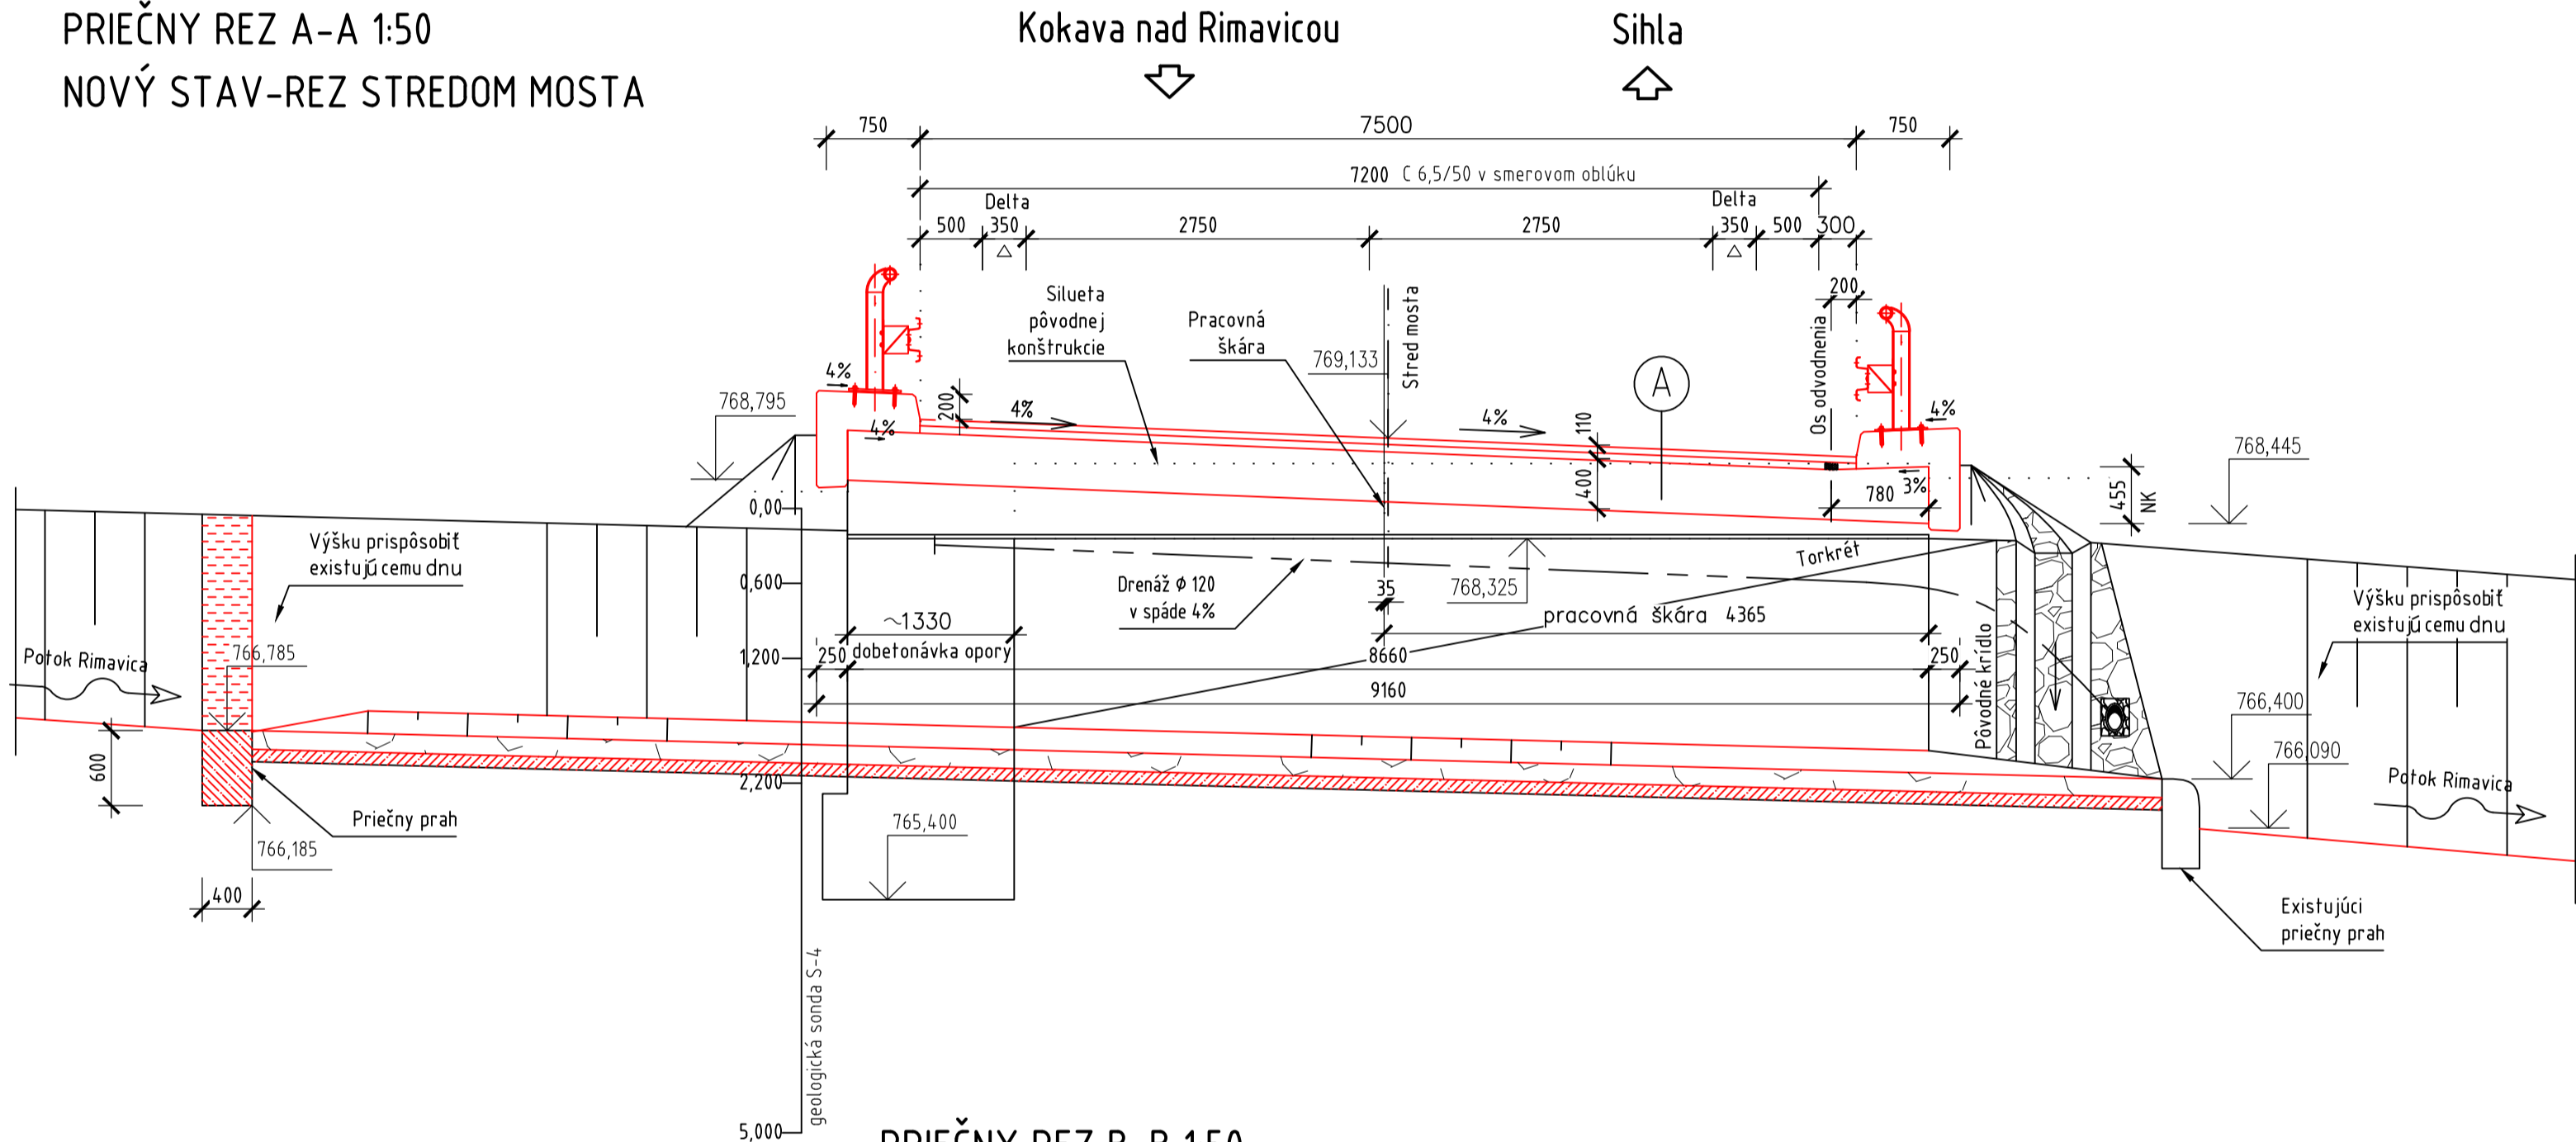 PRIEČNY REZ A-A 1:50
NOVÝ STAV-REZ STREDOM MOSTA
Kokava nad Rimavicou
Sihla
750
7500
750
7200 C 6,5/50 v smerovom oblúku
Delta
Delta
500
350
2750
2750
350
500
300
200
Silueta
pôvodnej
konštrukcie
Pracovná
škára
769,133
Stred mosta
A
Os odvodnenia
4%
768,795
4%
200
4%
4%
110
400
4%
768,445
780
3%
455
NK
0,00
Výšku prispôsobiť
existujúcemu dnu
0,600
Drenáž ϕ 120
v spáde 4%
35
768,325
Torkrét
~1330
pracovná škára 4365
Výšku prispôsobiť
existujúcemu dnu
Potok Rimavica
766,785
1,200
250
dobetonávka opory
8660
250
Pôvodné krídlo
9160
766,400
766,090
600
2,200
Potok Rimavica
Priečny prah
765,400
766,185
400
Existujúci
priečny prah
geologická sonda S-4
5,000
PRIEČNY REZ B-B 1:50